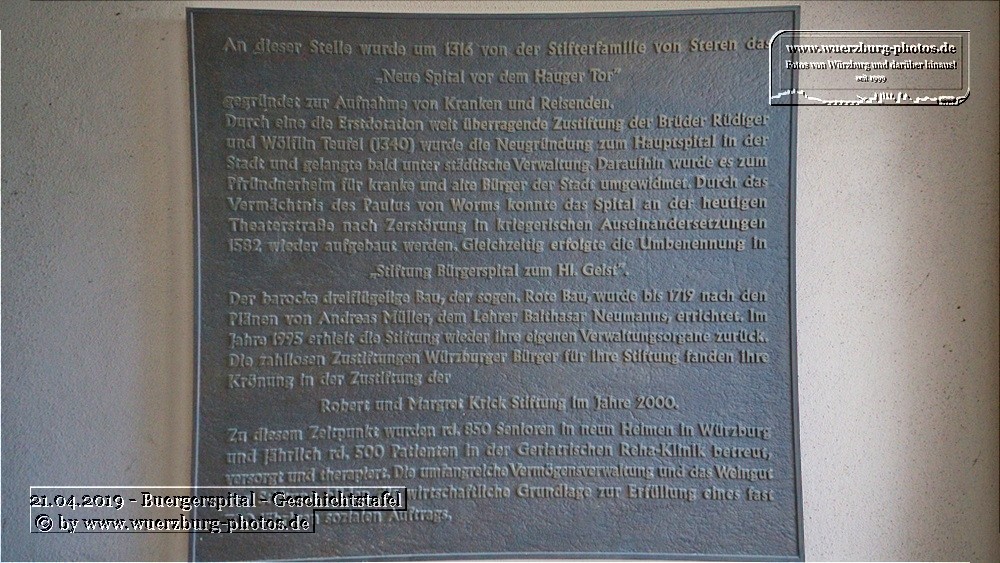 An dieser Stelle wurde um 1316 von der Stifterfamilie von Steren das
„Neue Spital vor dem Hauger Tor”
gegründet zur Aufnahme von Kranken und Reisenden.
Durch eine die Erstdotation weit überragende Zustiftung der Brüder Rüdiger
und Wölflin Teufel (1340) wurde die Neugründung zum Hauptspital in der
Stadt und gelangte bald unter städtische Verwaltung. Daraufhin wurde es zum
Pfründnerheim für kranke und alte Bürger der Stadt umgewidmet. Durch das
Vermächtnis des Paulus von Worms konnte das Spital an der heutigen
Theaterstraße nach Zerstörung in kriegerischen Auseinandersetzungen
1582 wieder aufgebaut werden. Gleichzeitig erfolgte die Umbenennung in
„Stiftung Bürgerspital zum Hl. Geist”.
Der barocke dreiflügelige Bau, der sogen. Rote Bau, wurde bis 1719 nach den
Plänen von Andreas Müller, dem Lehrer Balthasar Neumanns, errichtet. Im
Jahre 1995 erhielt die Stiftung wieder ihre eigenen Verwaltungsorgane zurück.
Die zahllosen Zustiftungen Würzburger Bürger für ihre Stiftung fanden ihre
Krönung in der Zustiftung der
Robert und Margret Krick Stiftung im Jahre 2000.
Zu diesem Zeitpunkt wurden rd. 850 Senioren in neun Heimen in Würzburg
und jährlich rd. 500 Patienten in der Geriatrischen Reha-Klinik betreut,
versorgt und therapiert. Die umfangreiche Vermögensverwaltung und das Weingut
wirtschaftliche Grundlage zur Erfüllung eines fast
sozialen Auftrags.
www.wuerzburg-photos.de
Fotos von Würzburg und darüber hinaus!
seit 1999
21.04.2019 - Buergerspital - Geschichtstafel
© by www.wuerzburg-photos.de